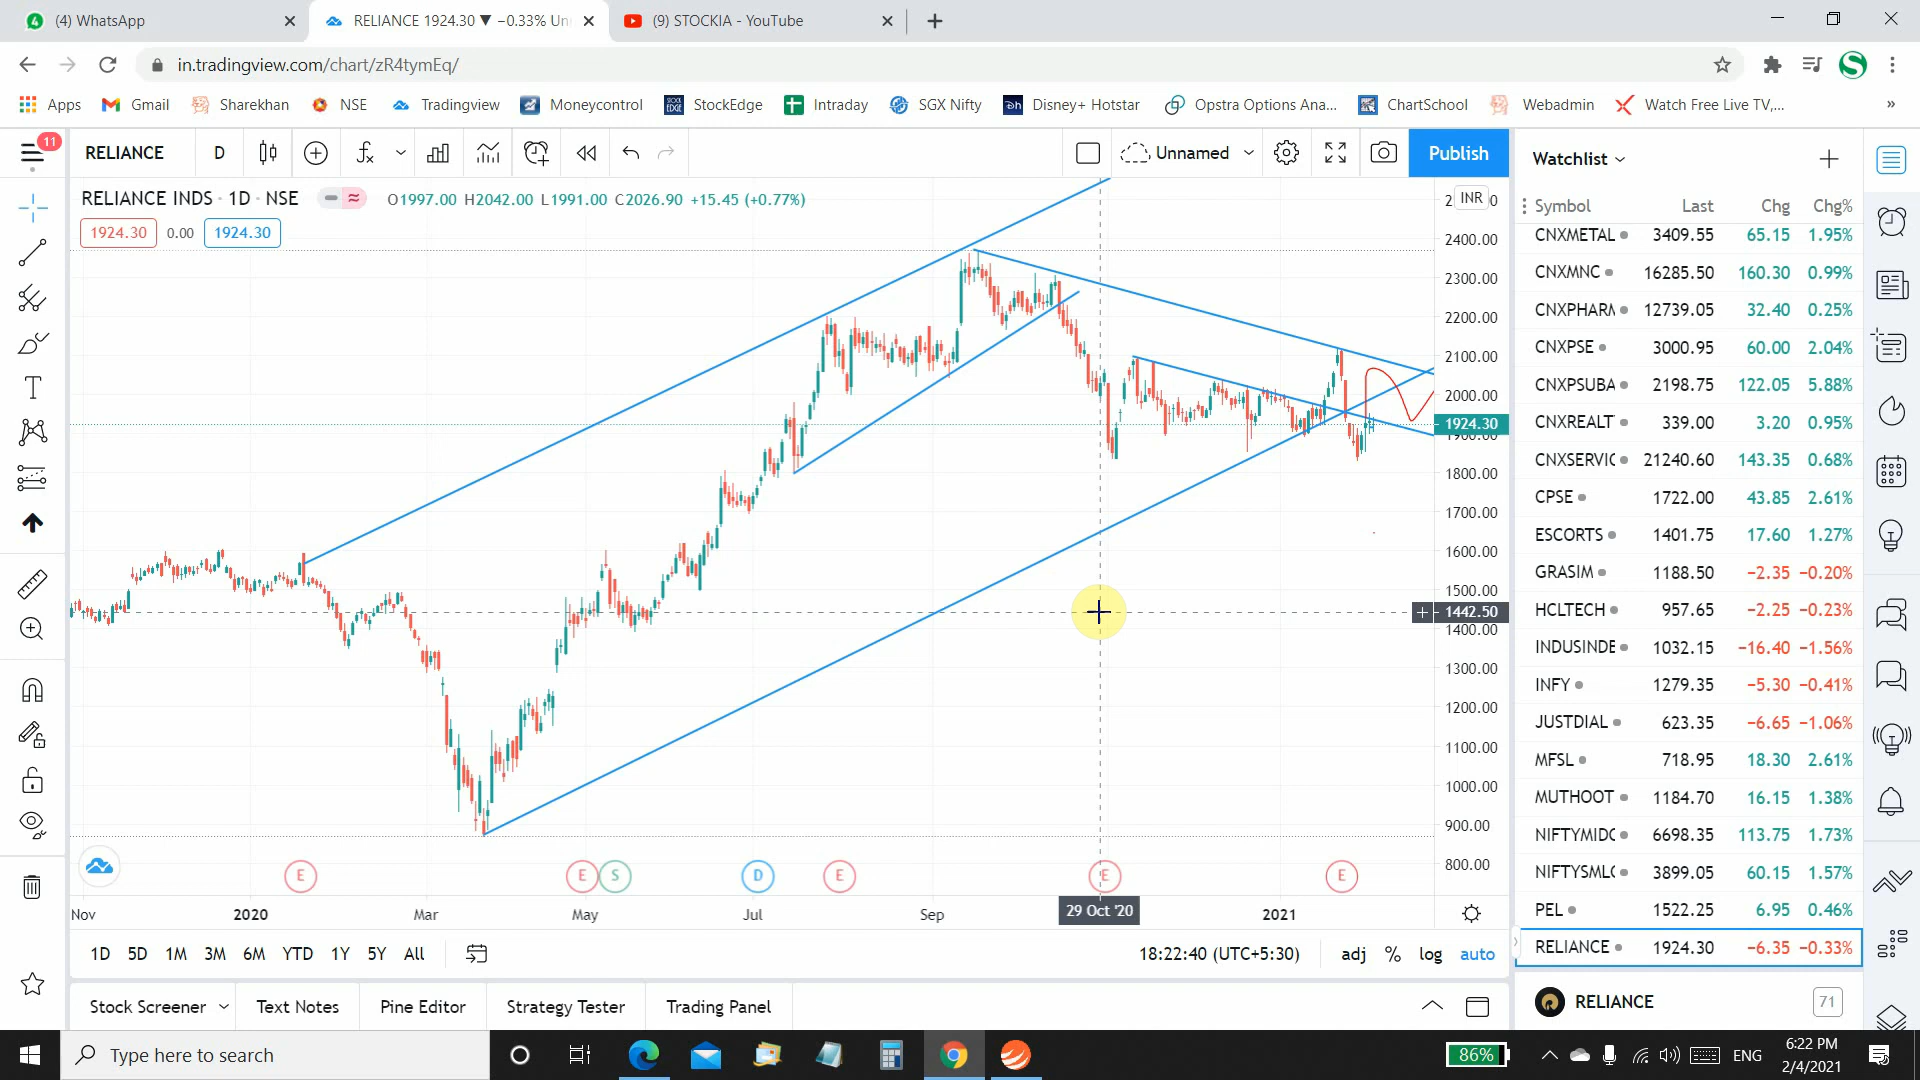 (4) WhatsApp
RELIANCE 1924.30 ▼ −0.33% Un
(9) STOCKIA - YouTube
in.tradingview.com/chart/zR4tymEq/
Apps Gmail Sharekhan NSE Tradingview Moneycontrol StockEdge Intraday SGX Nifty Disney+ Hotstar Opstra Options Ana... ChartSchool Webadmin Watch Free Live TV,... »
11
RELIANCE D Unnamed Publish
RELIANCE INDS · 1D · NSE O1997.00 H2042.00 L1991.00 C2026.90 +15.45 (+0.77%)
1924.30 0.00 1924.30
INR
2400.00
2300.00
2200.00
2100.00
2000.00
1924.30
1900.00
1800.00
1700.00
1600.00
1500.00
1442.50
1400.00
1300.00
1200.00
1100.00
1000.00
900.00
800.00
E E S D E E E
Nov 2020 Mar May Jul Sep 29 Oct '20 2021
1D 5D 1M 3M 6M YTD 1Y 5Y All 18:22:40 (UTC+5:30) adj % log auto
Stock Screener Text Notes Pine Editor Strategy Tester Trading Panel
Watchlist
Symbol Last Chg Chg%
CNXMETAL 3409.55 65.15 1.95%
CNXMNC 16285.50 160.30 0.99%
CNXPHARM 12739.05 32.40 0.25%
CNXPSE 3000.95 60.00 2.04%
CNXPSUBA 2198.75 122.05 5.88%
CNXREALT 339.00 3.20 0.95%
CNXSERVIC 21240.60 143.35 0.68%
CPSE 1722.00 43.85 2.61%
ESCORTS 1401.75 17.60 1.27%
GRASIM 1188.50 −2.35 −0.20%
HCLTECH 957.65 −2.25 −0.23%
INDUSINDB 1032.15 −16.40 −1.56%
INFY 1279.35 −5.30 −0.41%
JUSTDIAL 623.35 −6.65 −1.06%
MFSL 718.95 18.30 2.61%
MUTHOOT 1184.70 16.15 1.38%
NIFTYMIDC 6698.35 113.75 1.73%
NIFTYSMLC 3899.05 60.15 1.57%
PEL 1522.25 6.95 0.46%
RELIANCE 1924.30 −6.35 −0.33%
RELIANCE 71
Type here to search
86% ENG
6:22 PM
2/4/2021